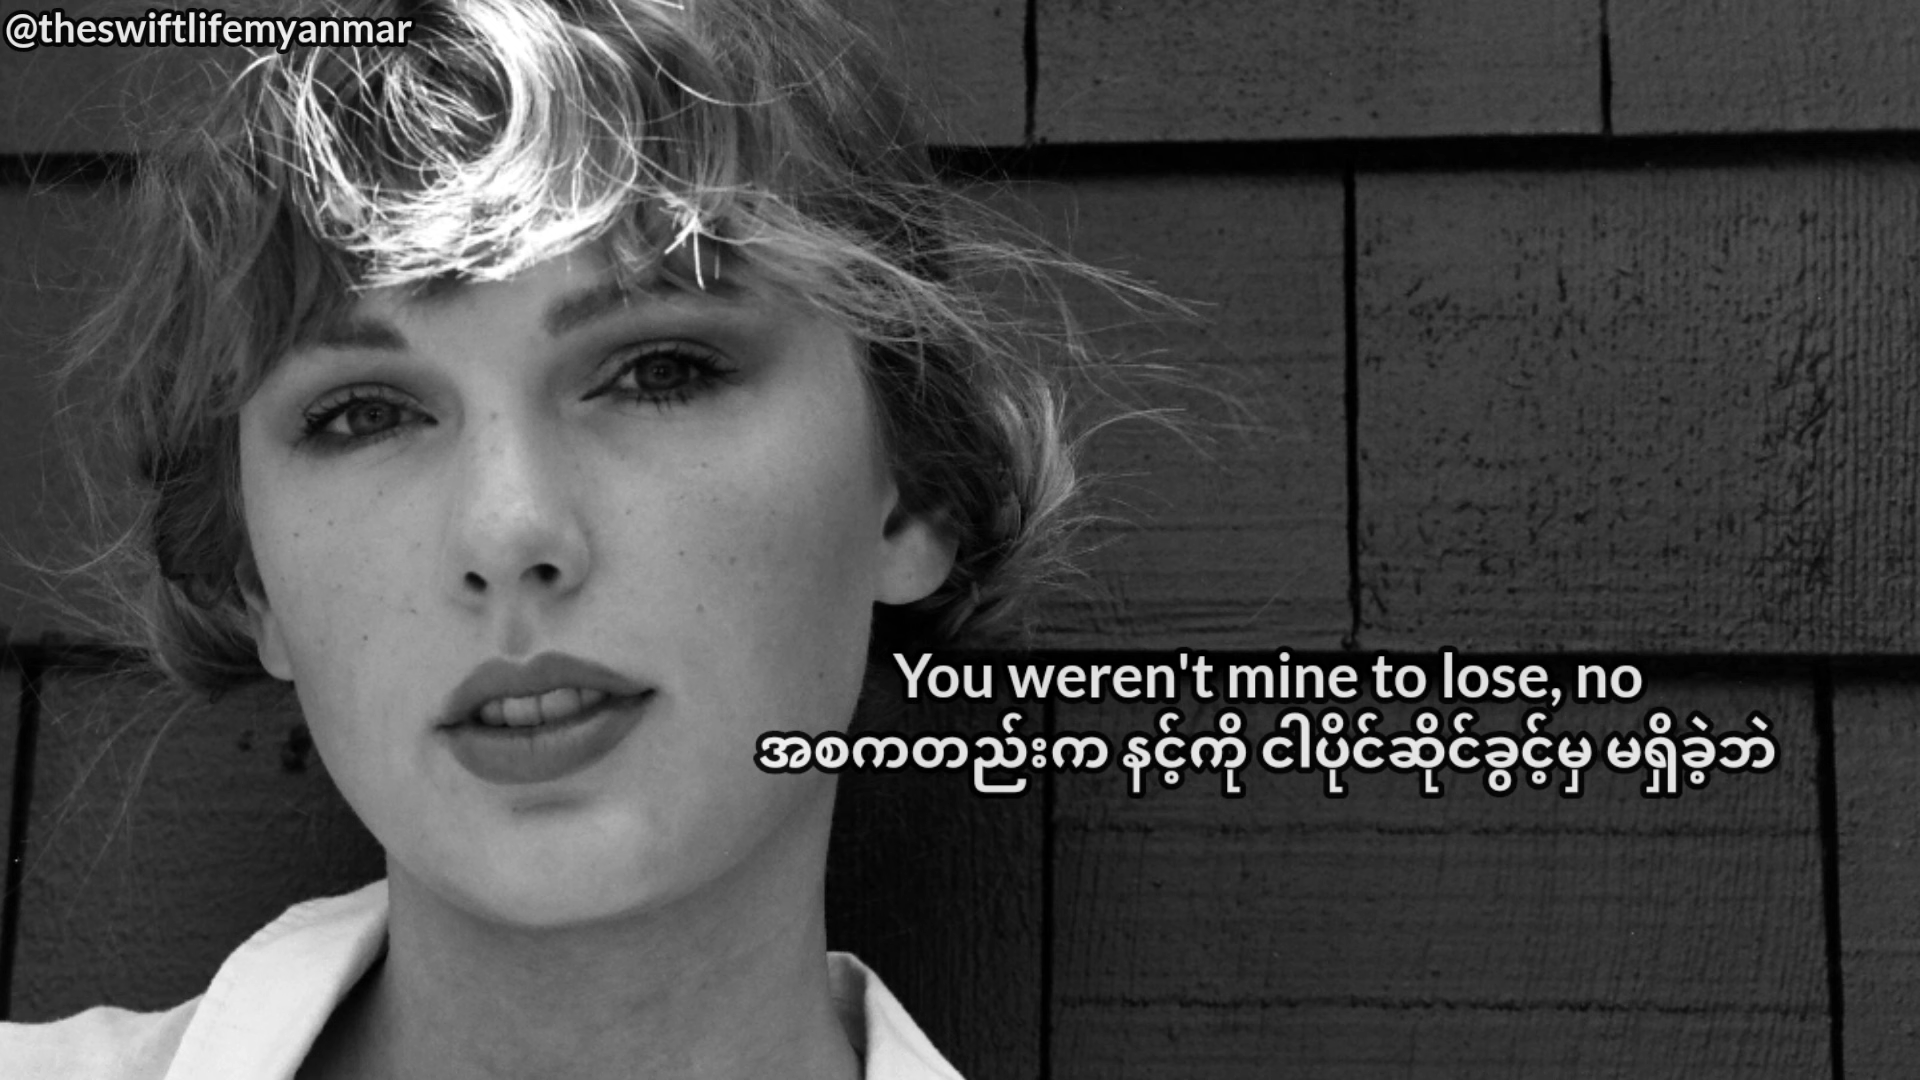 @theswiftlifemyanmar
You weren't mine to lose, no
အစကတည်းက နင့်ကို ငါပိုင်ဆိုင်ခွင့်မှ မရှိခဲ့ဘဲ